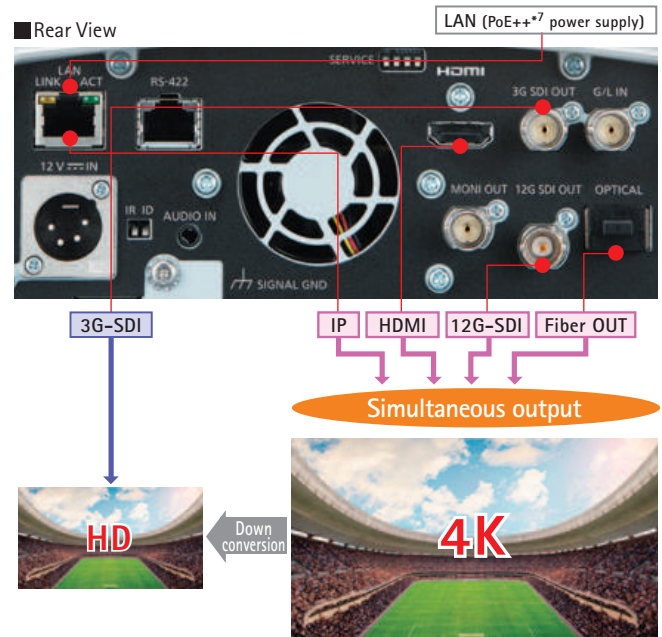 ■Rear View
LAN (PoE++*7 power supply)
LAN
LINK ACT
RS-422
SERVICE
HDMI
3G SDI OUT
G/L IN
12 V ⎓ IN
IR ID
AUDIO IN
MONI OUT
12G SDI OUT
OPTICAL
SIGNAL GND
3G-SDI
IP
HDMI
12G-SDI
Fiber OUT
Simultaneous output
HD
Down
conversion
4K